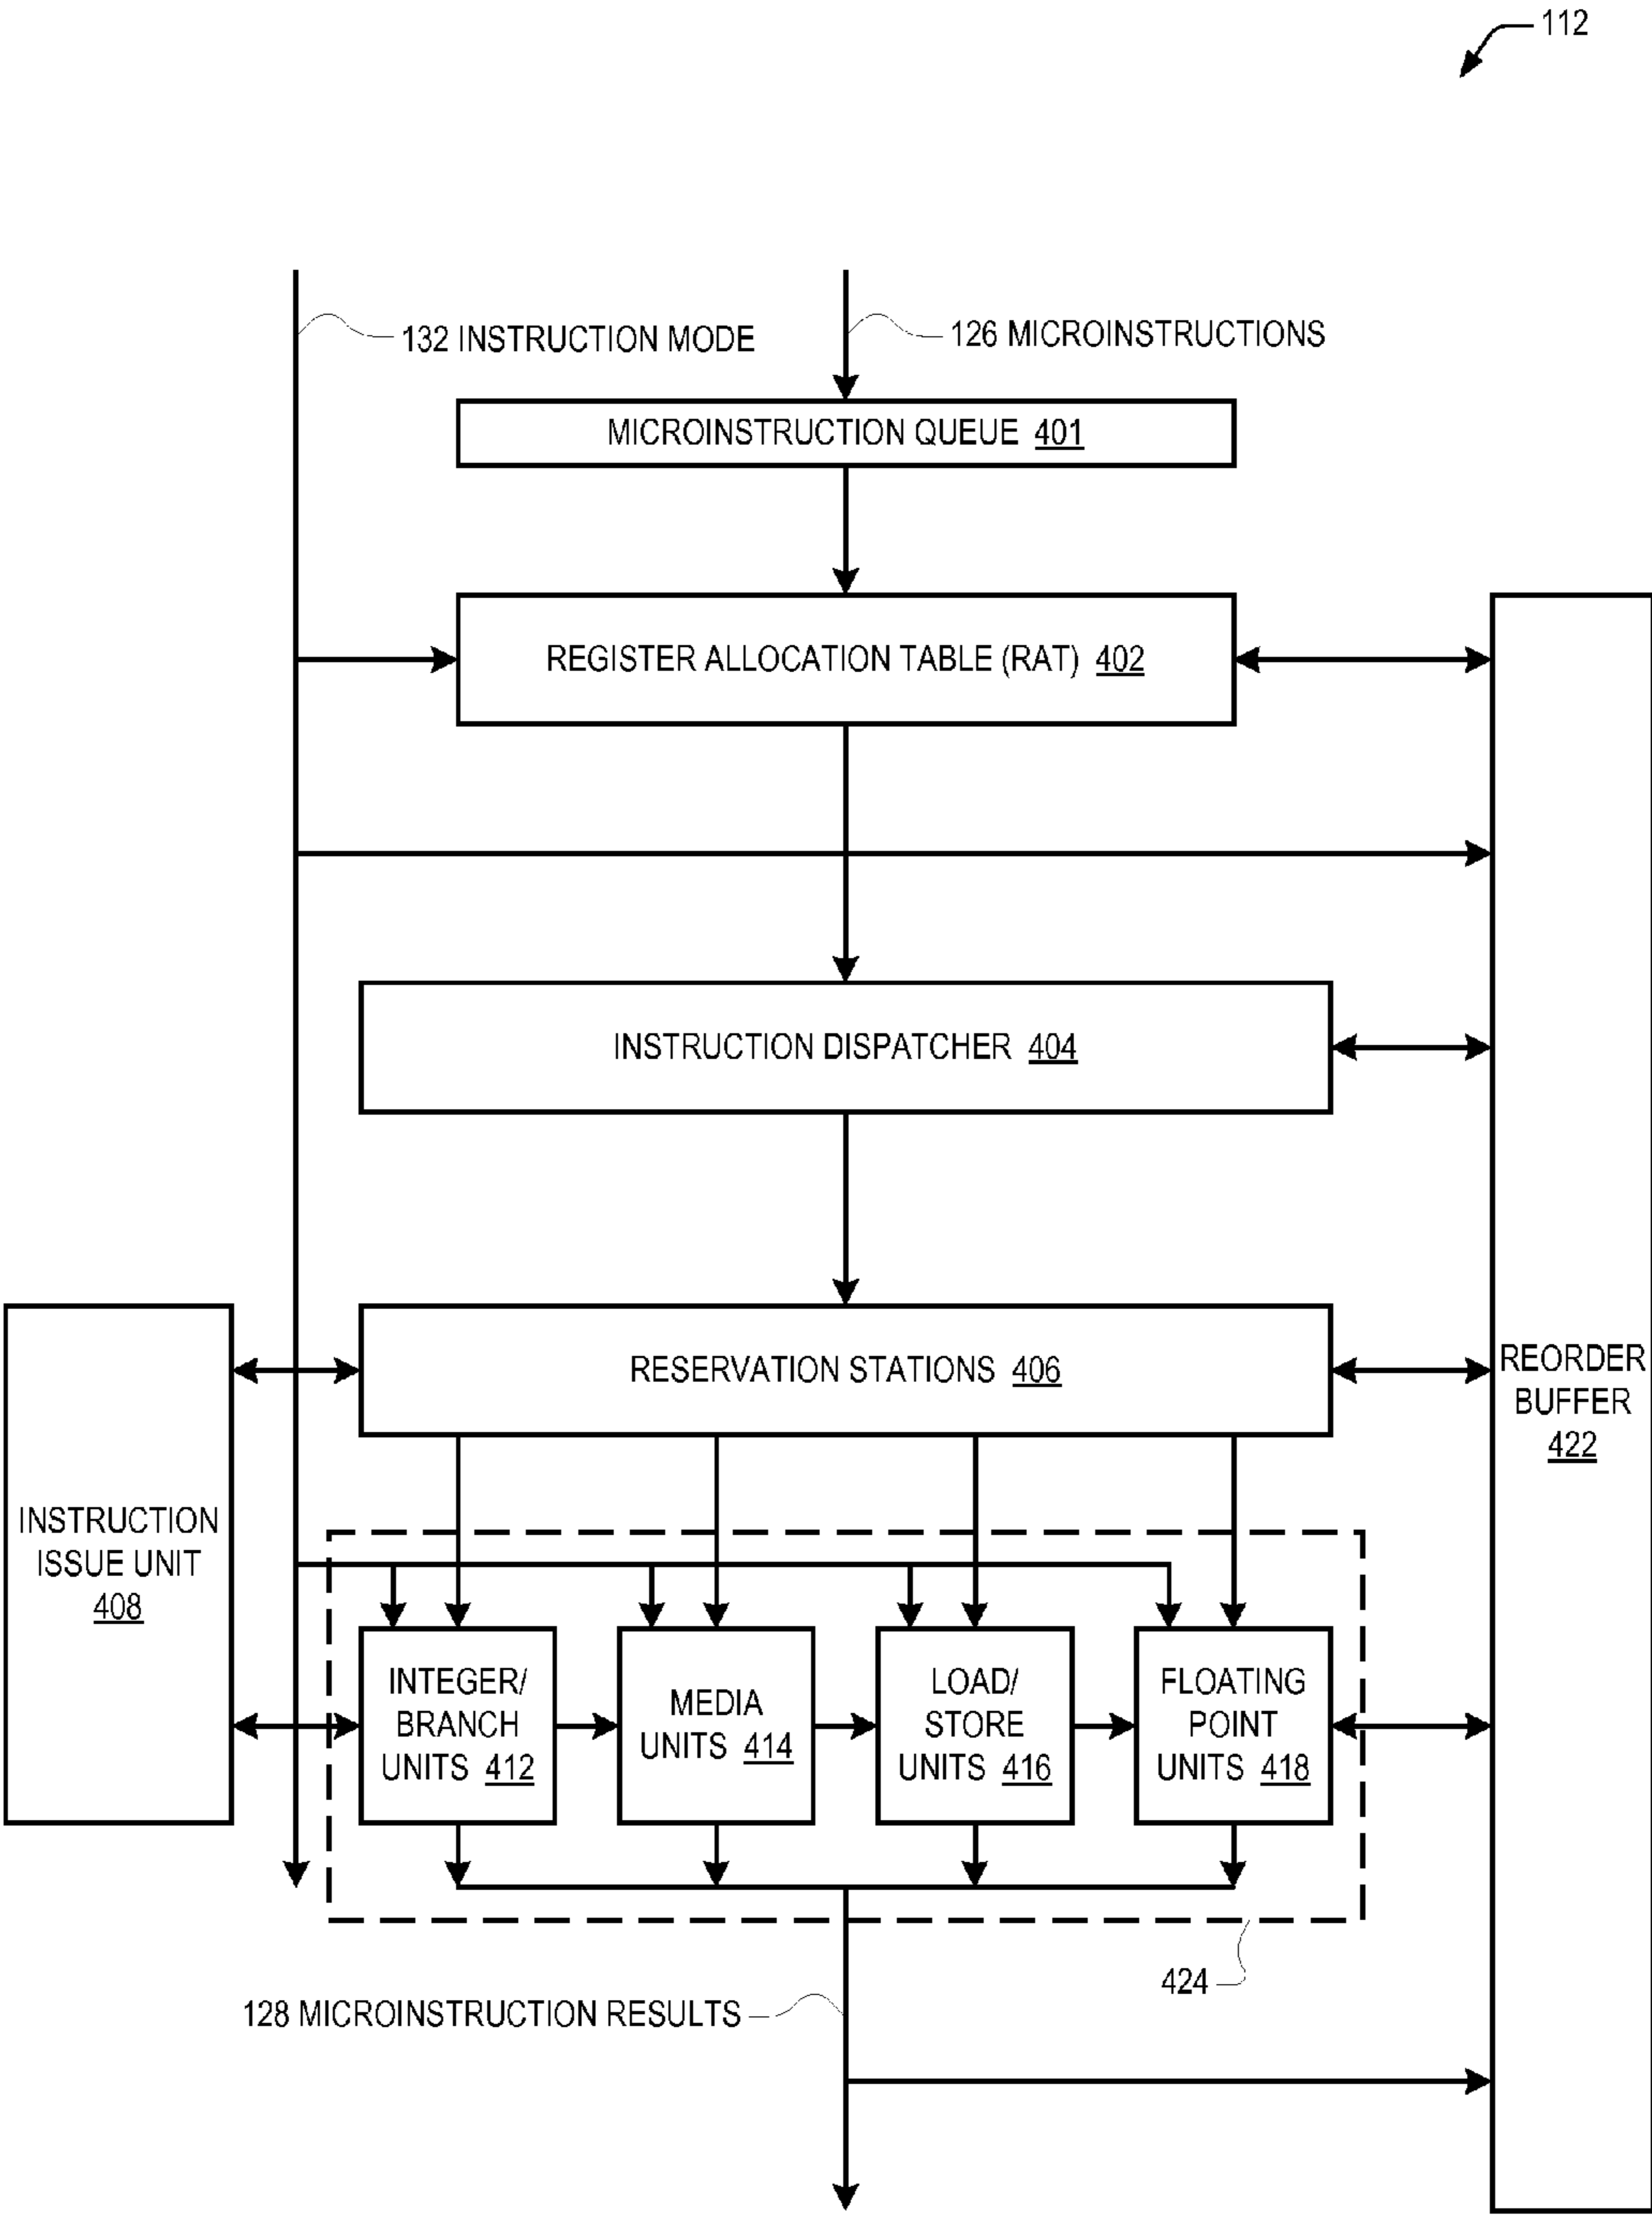 112
132 INSTRUCTION MODE
126 MICROINSTRUCTIONS
MICROINSTRUCTION QUEUE 401
REGISTER ALLOCATION TABLE (RAT) 402
INSTRUCTION DISPATCHER 404
RESERVATION STATIONS 406
REORDER
BUFFER
422
INSTRUCTION
ISSUE UNIT
408
INTEGER/
BRANCH
UNITS 412
MEDIA
UNITS 414
LOAD/
STORE
UNITS 416
FLOATING
POINT
UNITS 418
424
128 MICROINSTRUCTION RESULTS